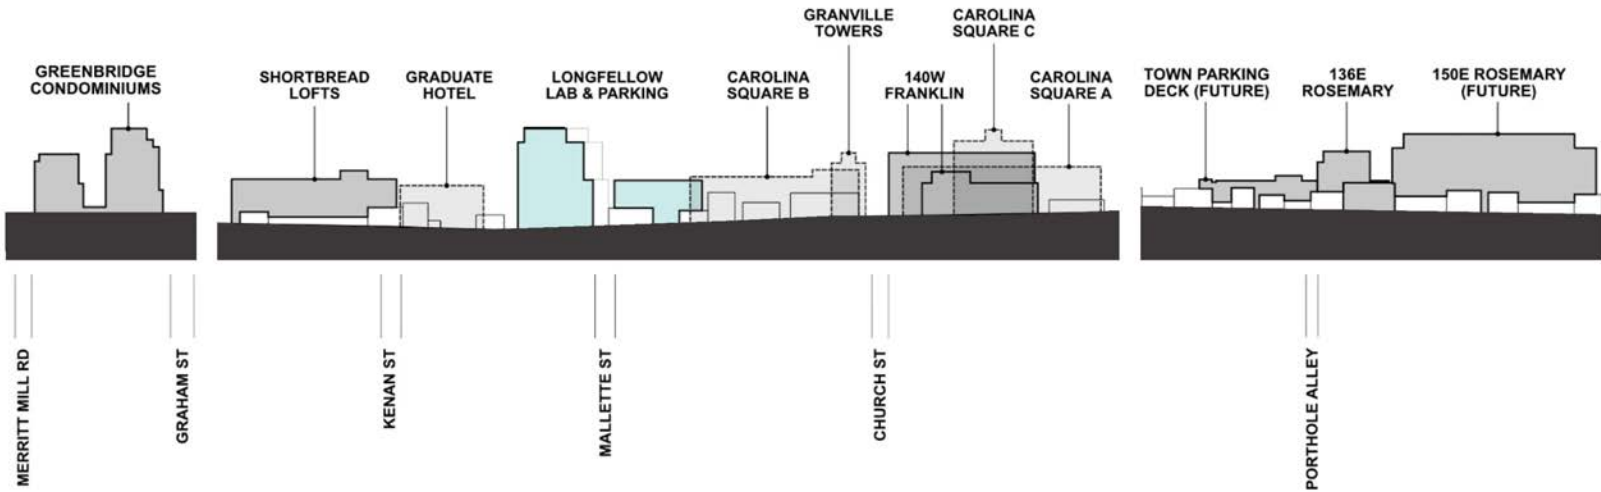 GREENBRIDGE
CONDOMINIUMS
SHORTBREAD
LOFTS
GRADUATE
HOTEL
LONGFELLOW
LAB & PARKING
CAROLINA
SQUARE B
GRANVILLE
TOWERS
140W
FRANKLIN
CAROLINA
SQUARE C
CAROLINA
SQUARE A
TOWN PARKING
DECK (FUTURE)
136E
ROSEMARY
150E ROSEMARY
(FUTURE)
MERRITT MILL RD
GRAHAM ST
KENAN ST
MALLETTE ST
CHURCH ST
PORTHOLE ALLEY